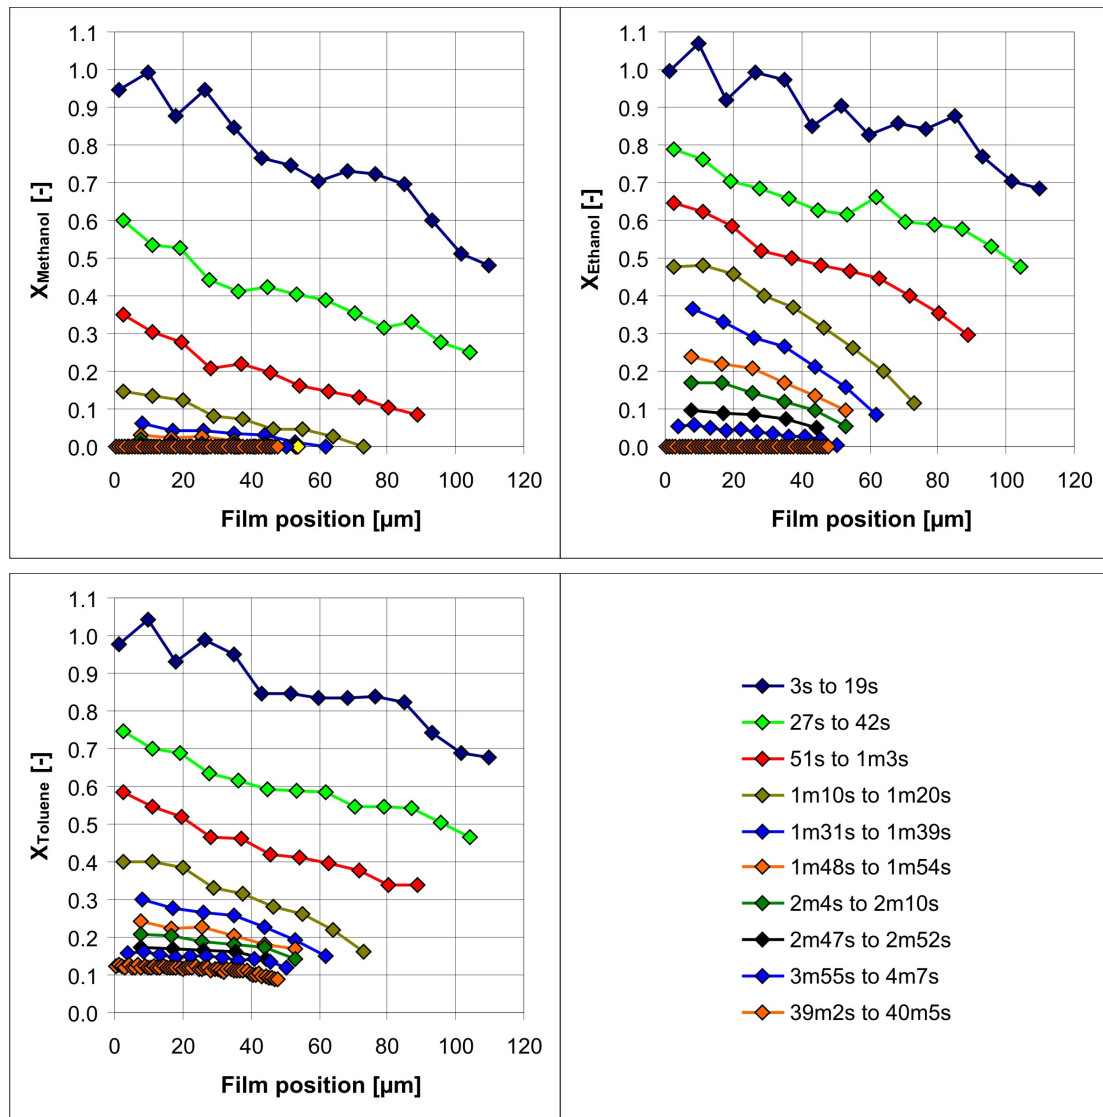 1.1
1.0
0.9
0.8
0.7
0.6
0.5
0.4
0.3
0.2
0.1
0.0
XMethanol [-]
0 20 40 60 80 100 120
Film position [µm]
1.1
1.0
0.9
0.8
0.7
0.6
0.5
0.4
0.3
0.2
0.1
0.0
XEthanol [-]
0 20 40 60 80 100 120
Film position [µm]
1.1
1.0
0.9
0.8
0.7
0.6
0.5
0.4
0.3
0.2
0.1
0.0
XToluene [-]
0 20 40 60 80 100 120
Film position [µm]
3s to 19s
27s to 42s
51s to 1m3s
1m10s to 1m20s
1m31s to 1m39s
1m48s to 1m54s
2m4s to 2m10s
2m47s to 2m52s
3m55s to 4m7s
39m2s to 40m5s